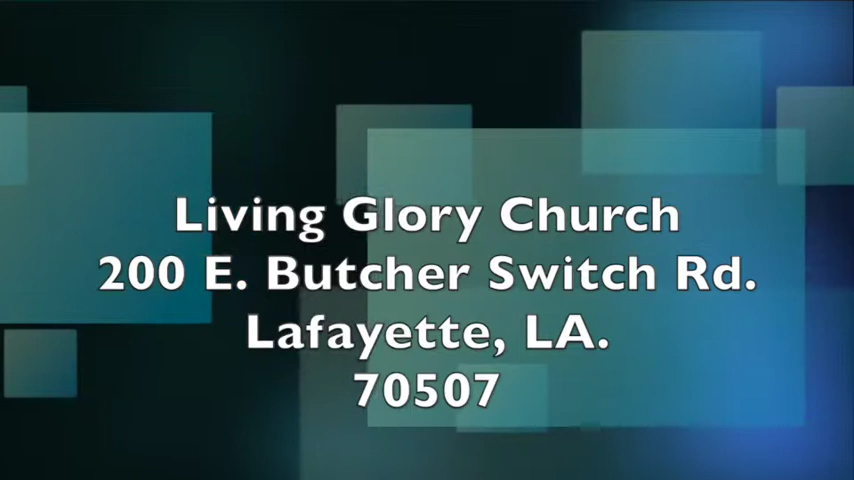 Living Glory Church
200 E. Butcher Switch Rd.
Lafayette, LA.
70507